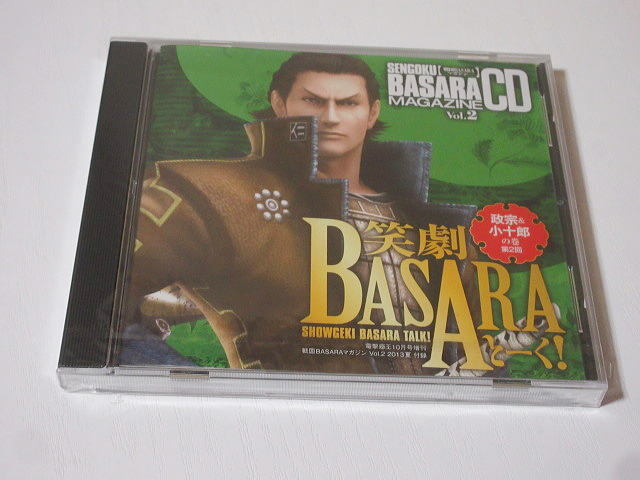 SENGOKU
BASARA
MAGAZINE
CD
Vol.2
政宗&
小十郎
の巻
第2回
笑劇
BASARA
とーく!
SHOWGEKI BASARA TALK!
電撃マ王10月号増刊
戦国BASARAマガジン Vol.2 2013夏 付録